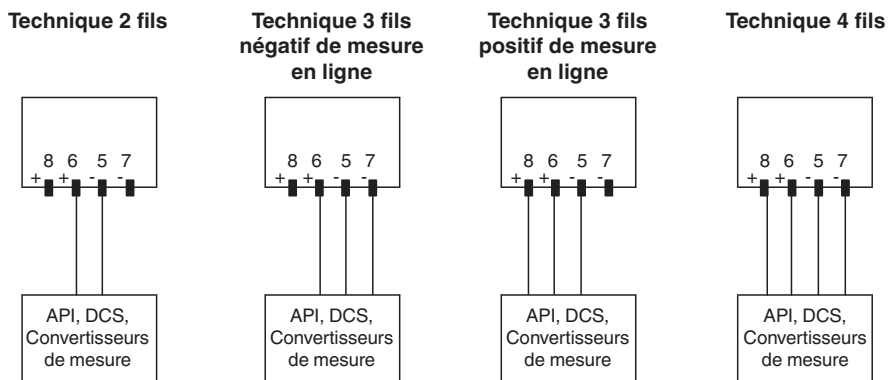 Technique 2 fils
Technique 3 fils
négatif de mesure
en ligne
Technique 3 fils
positif de mesure
en ligne
Technique 4 fils
8 6 5 7
+ + - -
8 6 5 7
+ + - -
8 6 5 7
+ + - -
8 6 5 7
+ + - -
API, DCS,
Convertisseurs
de mesure
API, DCS,
Convertisseurs
de mesure
API, DCS,
Convertisseurs
de mesure
API, DCS,
Convertisseurs
de mesure